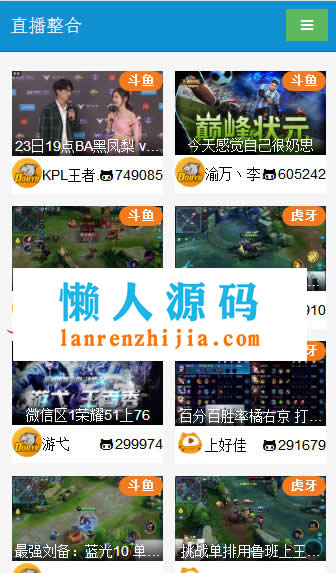 直播整合
斗鱼
斗鱼
23日19点BA黑凤梨 v...
今天感觉自己很奶思
KPL王者.
749085
渝万丶李
605242
巅峰状元
斗鱼
虎牙
懒人源码
lanrenzhijia.com
910
微信区1荣耀51上76
百分百胜率橘右京 打...
游弋
299974
上好佳
291679
斗鱼
虎牙
最强刘备：蓝光10 单...
挑战单排用鲁班上王...